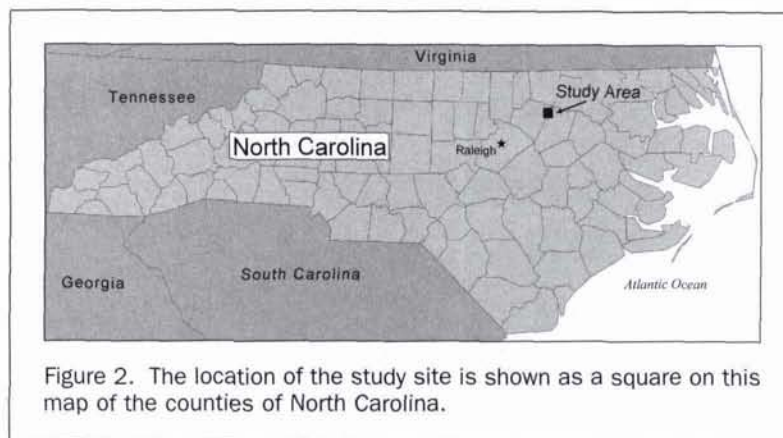 Virginia
Tennessee
Study Area
North Carolina
Raleigh
Georgia
South Carolina
Atlantic Ocean
Figure 2. The location of the study site is shown as a square on this
map of the counties of North Carolina.